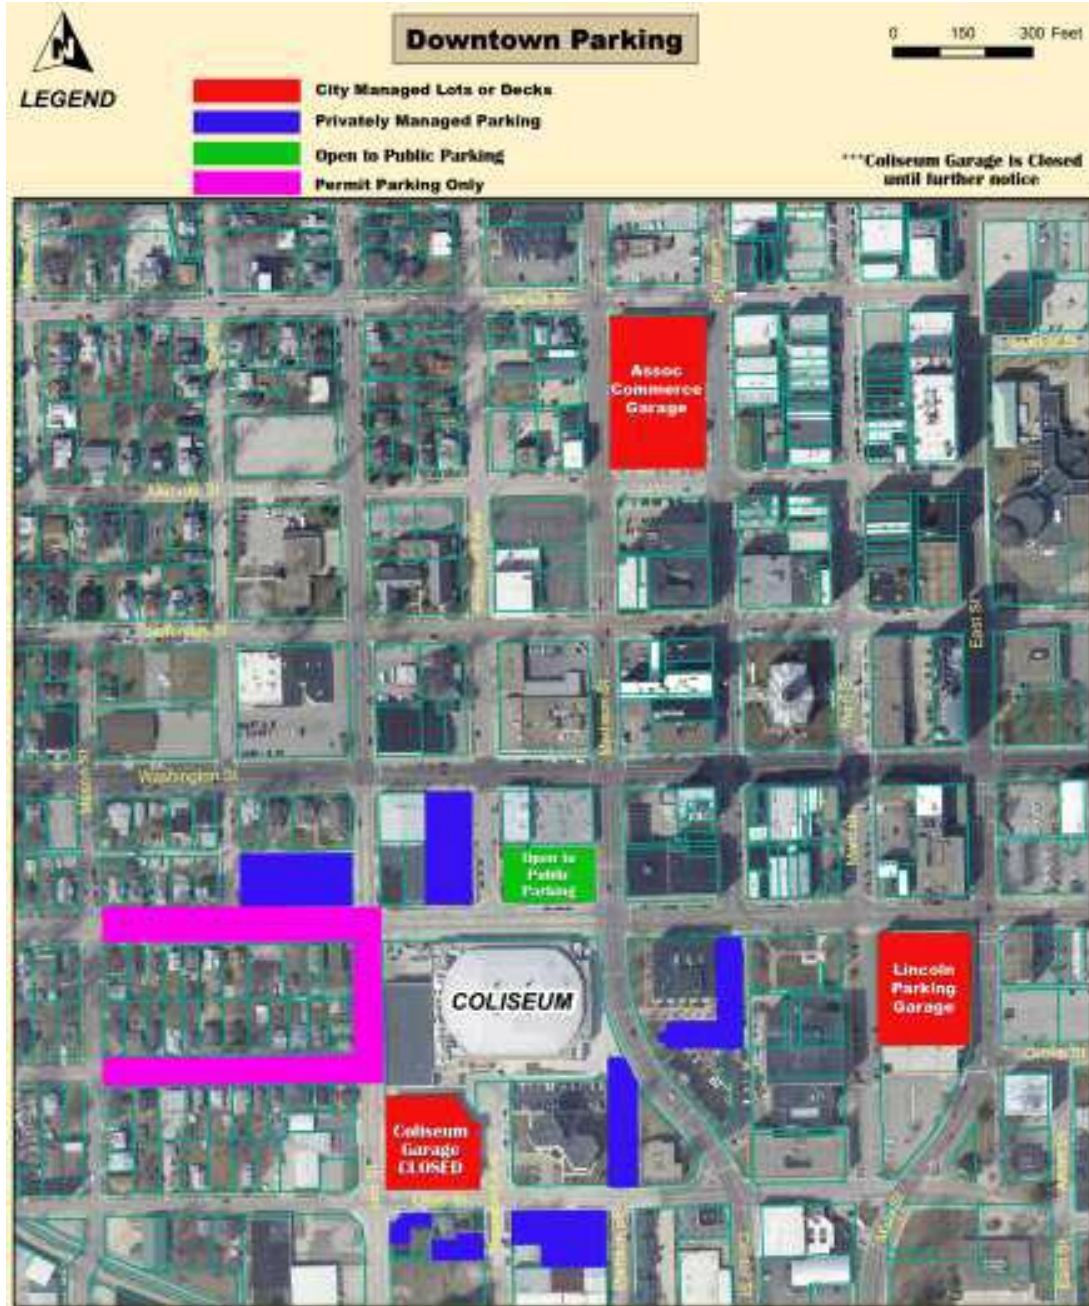 Downtown Parking
0 150 300 Feet
N
LEGEND
City Managed Lots or Decks
Privately Managed Parking
Open to Public Parking
Permit Parking Only
***Coliseum Garage is Closed
until further notice
Assoc
Commerce
Garage
East St
Madison St
Washington St
Open to
Public
Parking
COLISEUM
Lincoln
Parking
Garage
Coliseum
Garage
CLOSED